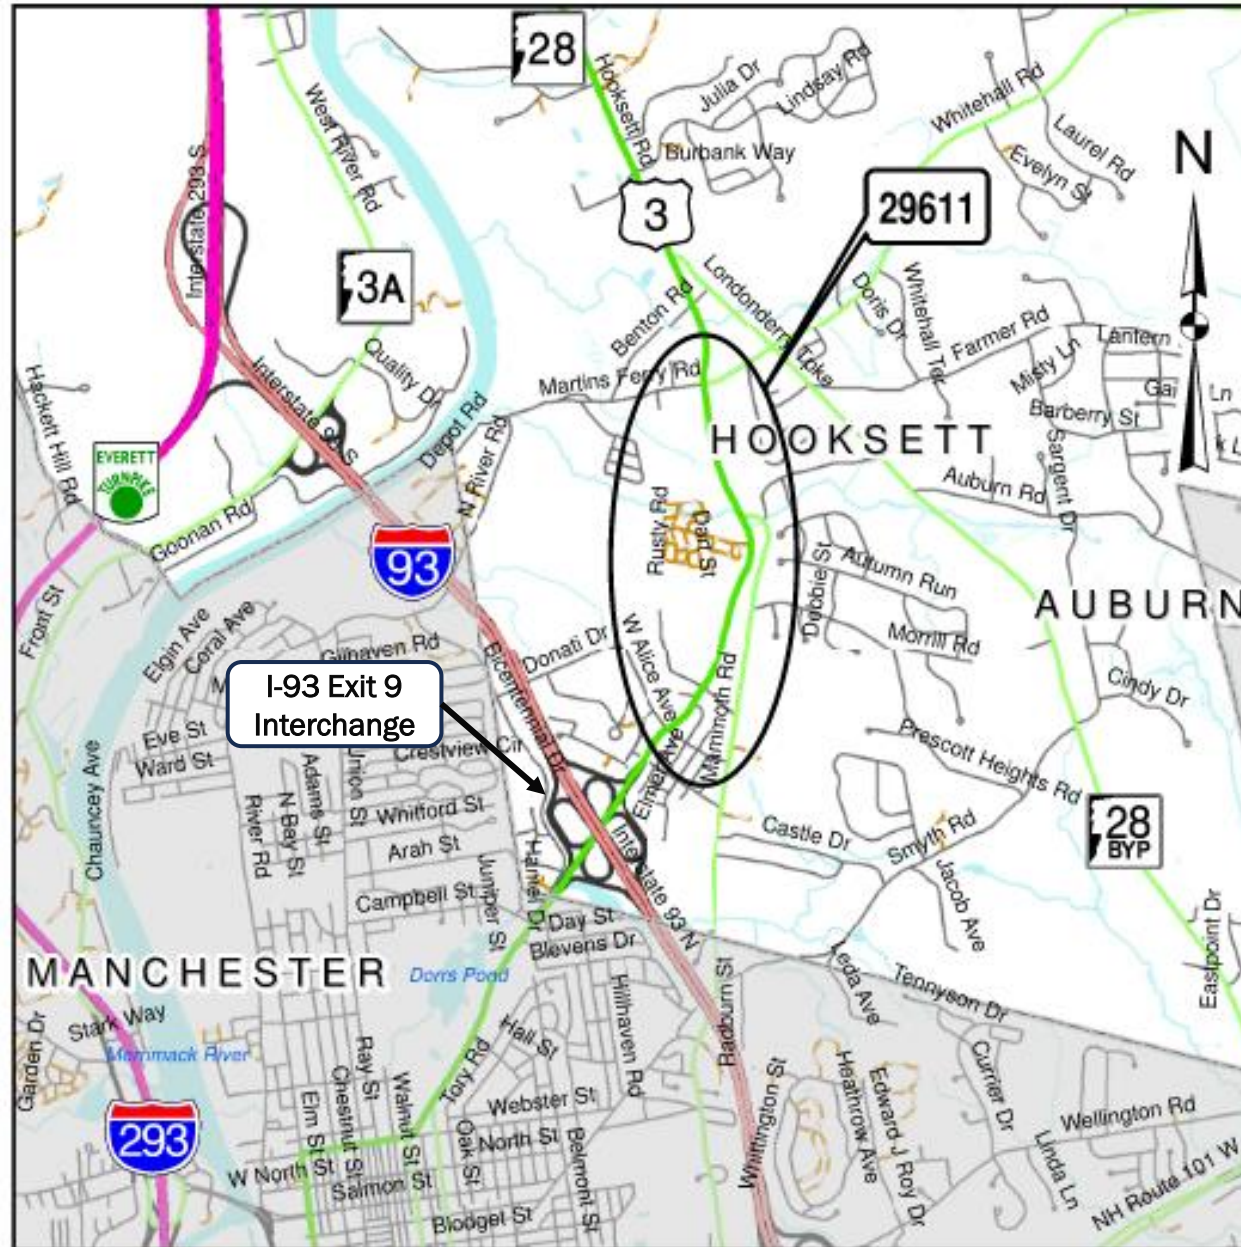 28
Hooksett Rd
Julia Dr
Lindsay Rd
Burbank Way
Whitehall Rd
Laurel Rd
Evelyn St
N
West River Rd
Interstate 293 S
3
29611
3A
Londonderry Tpke
Benton Rd
Doris Dr
Whitehall Ter
Farmer Rd
Lantern
Misty Ln
Ln
Quality Dr
Martins Ferry Rd
Barberry St
Hackett Hill Rd
Interstate 93 S
Depot Rd
N River Rd
HOOKSETT
Sargent Dr
EVERETT
TURNPIKE
Auburn Rd
Goonan Rd
Rusty Rd
Dart St
93
Debbie St
Autumn Run
AUBURN
Front St
Elgin Ave
Coral Ave
Gilhaven Rd
Bicentennial Dr
Donati Dr
W Alice Ave
Morrill Rd
Mammoth Rd
Cindy Dr
I-93 Exit 9
Interchange
Eve St
Ward St
Crestview Cir
Prescott Heights Rd
Chauncey Ave
Adams St
Union St
N Bay St
River Rd
Whitford St
Elmer Ave
Arah St
Interstate 93 N
Castle Dr
Smyth Rd
28
BYP
Jacob Ave
Campbell St
Juniper St
Hamel Dr
Day St
Blevens Dr
MANCHESTER
Dorrs Pond
Leda Ave
Tennyson Dr
Eastpoint Dr
Stark Way
Garden Dr
Merrimack River
Hillhaven Rd
Radburn St
Hall St
Tory Rd
Ray St
Chestnut St
Elm St
Walnut St
Webster St
North St
Oak St
Belmont St
Whittington St
Heathrow Ave
Edward J Roy Dr
Currier Dr
Wellington Rd
Linda Ln
293
W North St
Salmon St
Blodget St
NH Route 101 W